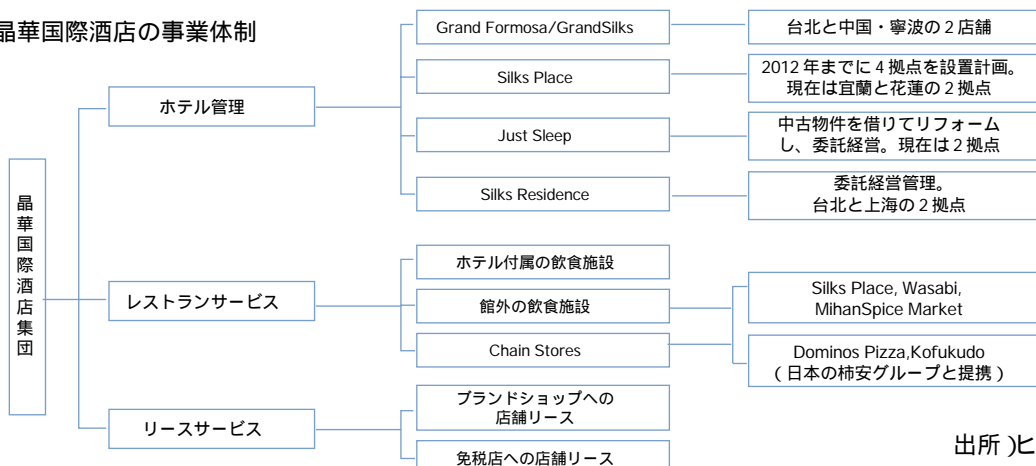 晶華国際酒店の事業体制
晶華国際酒店集団
ホテル管理
Grand Formosa/GrandSilks
台北と中国・寧波の2店舗
Silks Place
2012年までに4拠点を設置計画。
現在は宜蘭と花蓮の2拠点
Just Sleep
中古物件を借りてリフォーム
し、委託経営。現在は2拠点
Silks Residence
委託経営管理。
台北と上海の2拠点
レストランサービス
ホテル付属の飲食施設
館外の飲食施設
Silks Place, Wasabi,
MihanSpice Market
Chain Stores
Dominos Pizza,Kofukudo
(日本の柿安グループと提携)
リースサービス
ブランドショップへの
店舗リース
免税店への店舗リース
出所)